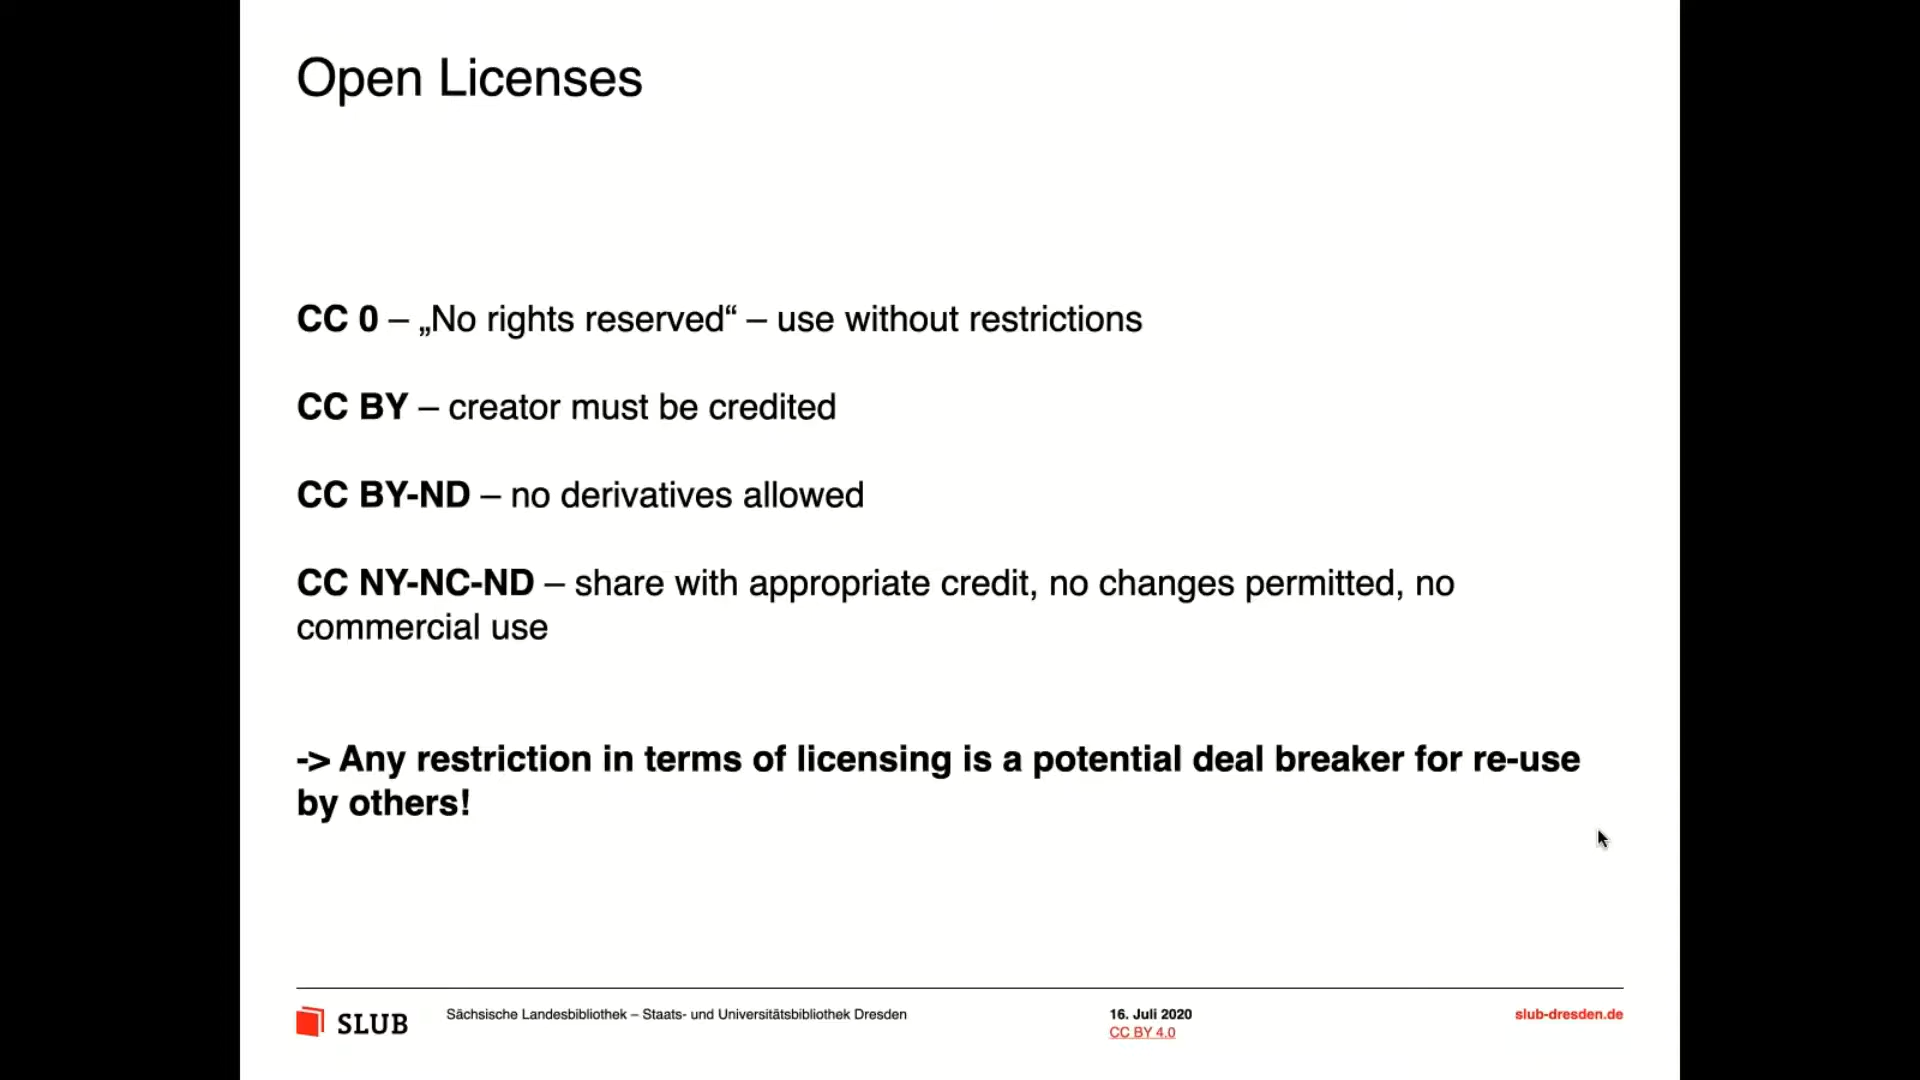 Open Licenses
CC 0 – „No rights reserved“ – use without restrictions
CC BY – creator must be credited
CC BY-ND – no derivatives allowed
CC NY-NC-ND – share with appropriate credit, no changes permitted, no
commercial use
-> Any restriction in terms of licensing is a potential deal breaker for re-use
by others!
SLUB
Sächsische Landesbibliothek – Staats- und Universitätsbibliothek Dresden
16. Juli 2020
CC BY 4.0
slub-dresden.de